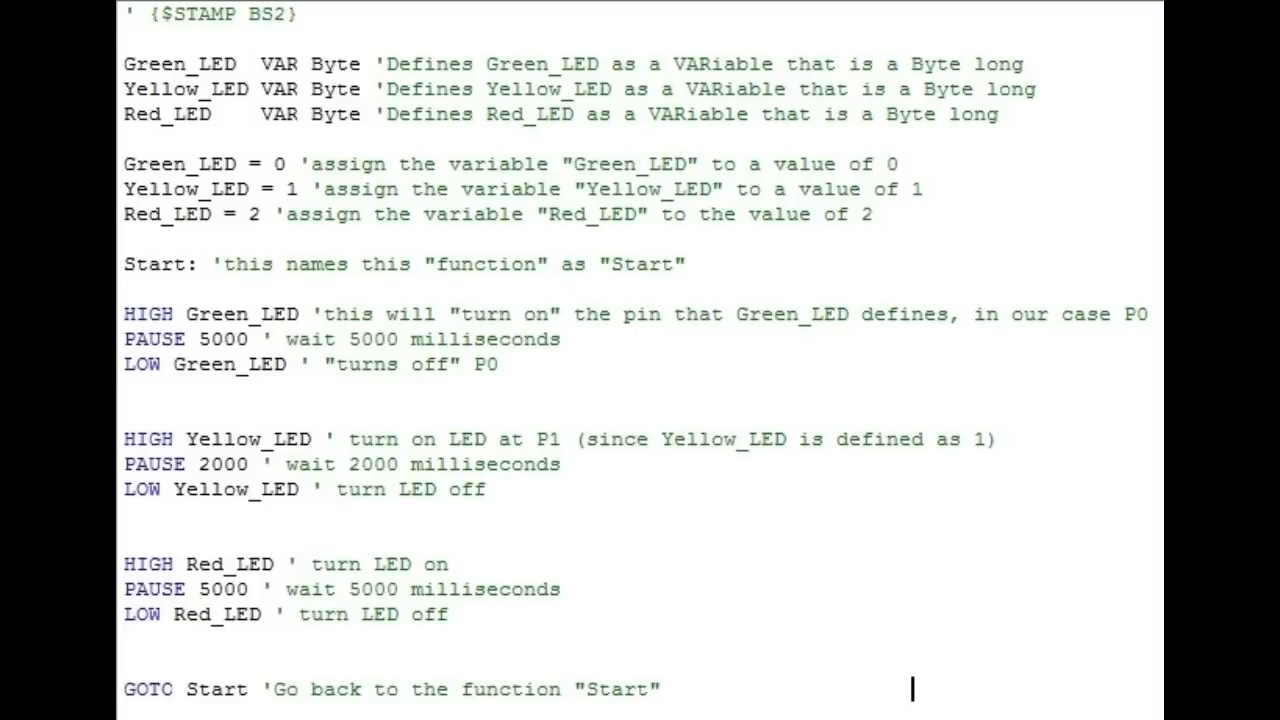 ' {$STAMP BS2}
Green_LED  VAR Byte 'Defines Green_LED as a VARiable that is a Byte long
Yellow_LED VAR Byte 'Defines Yellow_LED as a VARiable that is a Byte long
Red_LED    VAR Byte 'Defines Red_LED as a VARiable that is a Byte long
Green_LED = 0 'assign the variable "Green_LED" to a value of 0
Yellow_LED = 1 'assign the variable "Yellow_LED" to a value of 1
Red_LED = 2 'assign the variable "Red_LED" to the value of 2
Start: 'this names this "function" as "Start"
HIGH Green_LED 'this will "turn on" the pin that Green_LED defines, in our case P0
PAUSE 5000 ' wait 5000 milliseconds
LOW Green_LED ' "turns off" P0
HIGH Yellow_LED ' turn on LED at P1 (since Yellow_LED is defined as 1)
PAUSE 2000 ' wait 2000 milliseconds
LOW Yellow_LED ' turn LED off
HIGH Red_LED ' turn LED on
PAUSE 5000 ' wait 5000 milliseconds
LOW Red_LED ' turn LED off
GOTO Start 'Go back to the function "Start"